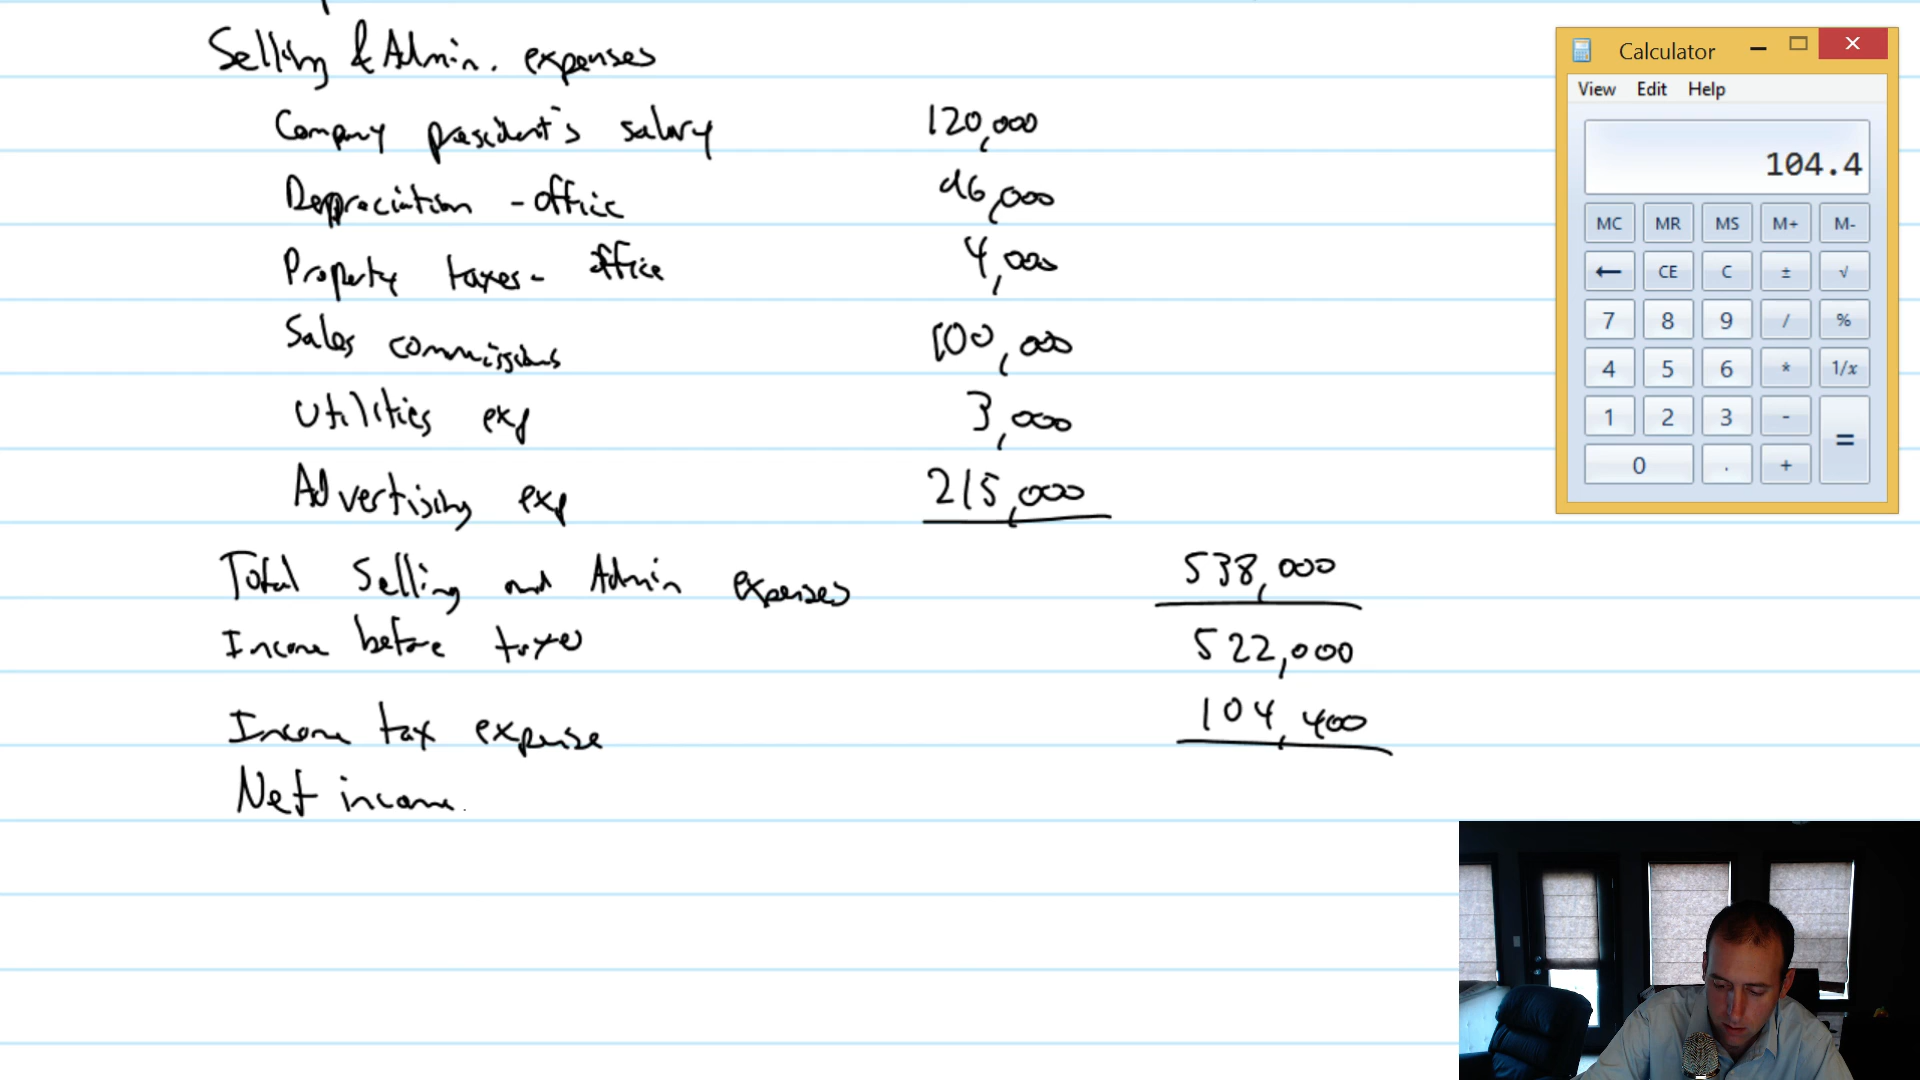 Selling & Admin. expenses
Company president's salary 120,000
Depreciation - office 96,000
Property taxes - office 4,000
Sales commissions 100,000
Utilities exp 3,000
Advertising exp 215,000
Total Selling and Admin expenses 538,000
Income before taxes 522,000
Income tax expense 104,400
Net income.
Calculator
View Edit Help
104.4
MC MR MS M+ M-
← CE C ± √
7 8 9 / %
4 5 6 * 1/x
1 2 3 - =
0 . +